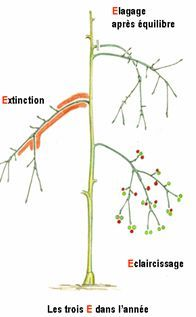 Elagage
après équilibre
Extinction
Eclaircissage
Les trois E dans l'année